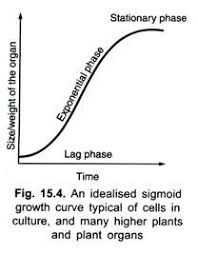 Stationary phase
Size/weight of the organ
Exponential phase
Lag phase
Time
Fig. 15.4. An idealised sigmoid
growth curve typical of cells in
culture, and many higher plants
and plant organs